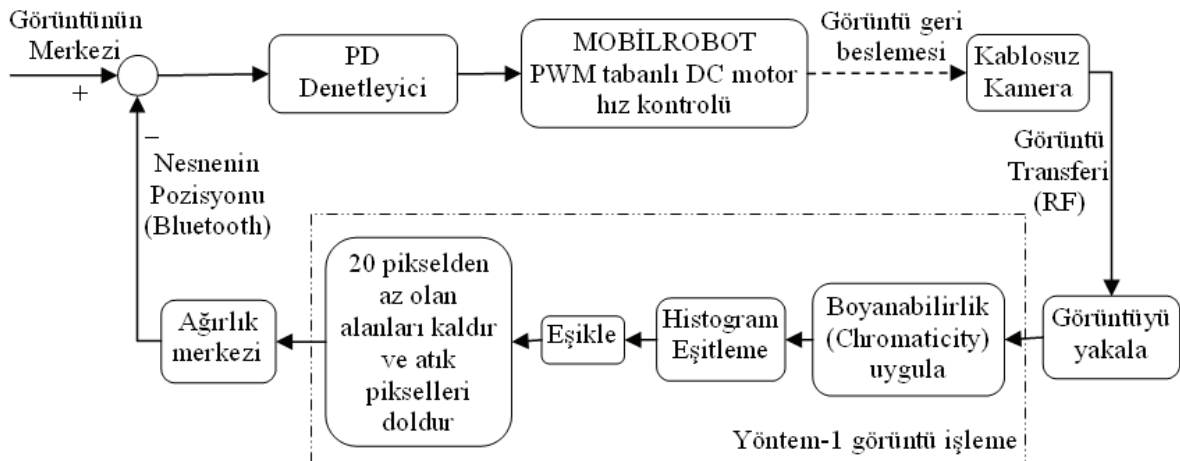 Görüntünün
Merkezi
+
–
PD
Denetleyici
MOBİLROBOT
PWM tabanlı DC motor
hız kontrolü
Görüntü geri
beslemesi
Kablosuz
Kamera
Görüntü
Transferi
(RF)
Görüntüyü
yakala
Boyanabilirlik
(Chromaticity)
uygula
Histogram
Eşitleme
Eşikle
20 pikselden
az olan
alanları kaldır
ve atık
pikselleri
doldur
Yöntem-1 görüntü işleme
Ağırlık
merkezi
Nesnenin
Pozisyonu
(Bluetooth)